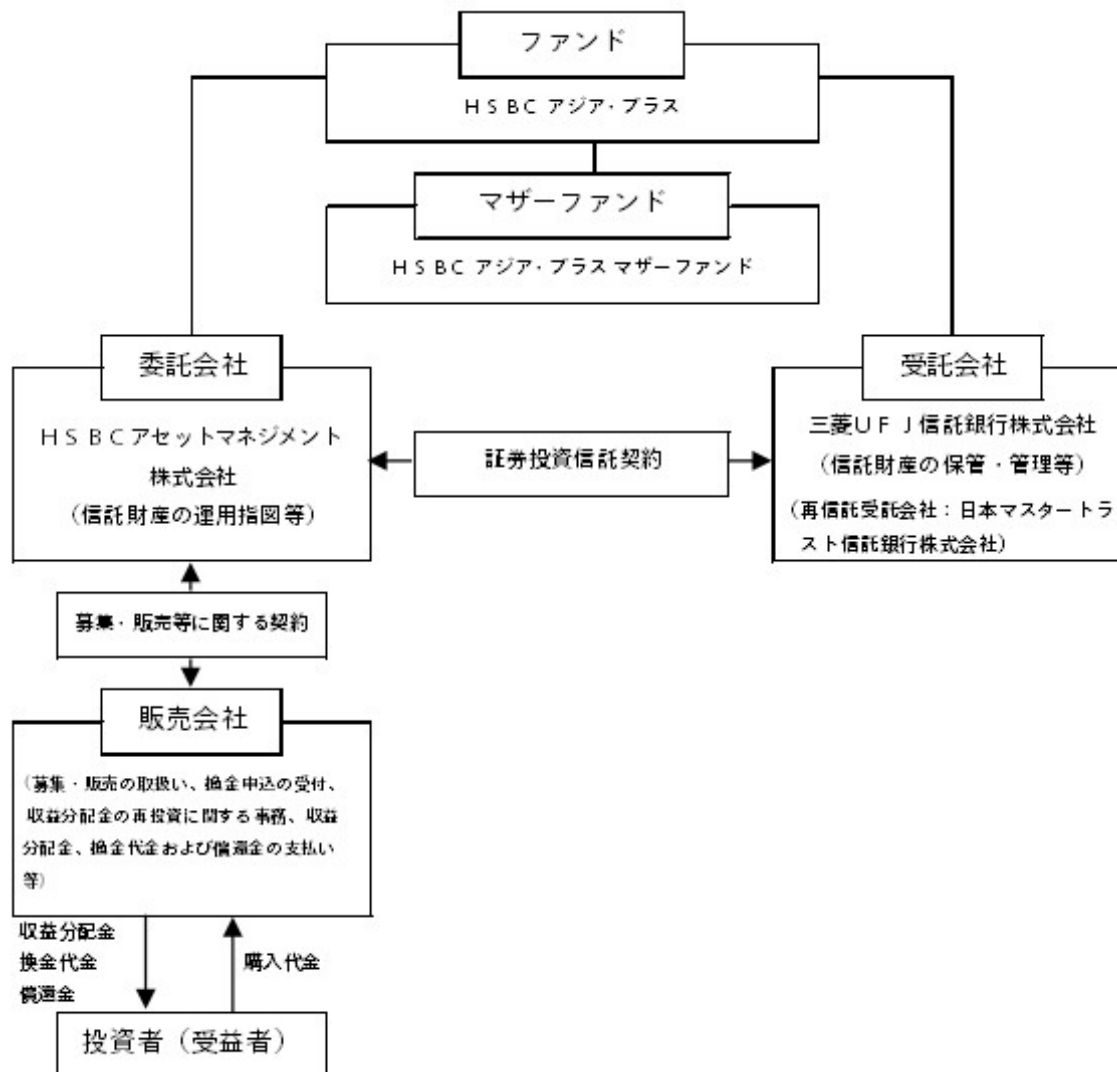 ファンド
HSBC アジア・プラス
マザーファンド
HSBC アジア・プラス マザーファンド
委託会社
HSBCアセットマネジメント
株式会社
（信託財産の運用指図等）
証券投資信託契約
受託会社
三菱UFJ信託銀行株式会社
（信託財産の保管・管理等）
（再信託受託会社：日本マスタートラ
スト信託銀行株式会社）
募集・販売等に関する契約
販売会社
（募集・販売の取扱い、換金申込の受付、
収益分配金の再投資に関する事務、収益
分配金、換金代金および償還金の支払い
等）
収益分配金
換金代金
償還金
購入代金
投資者（受益者）